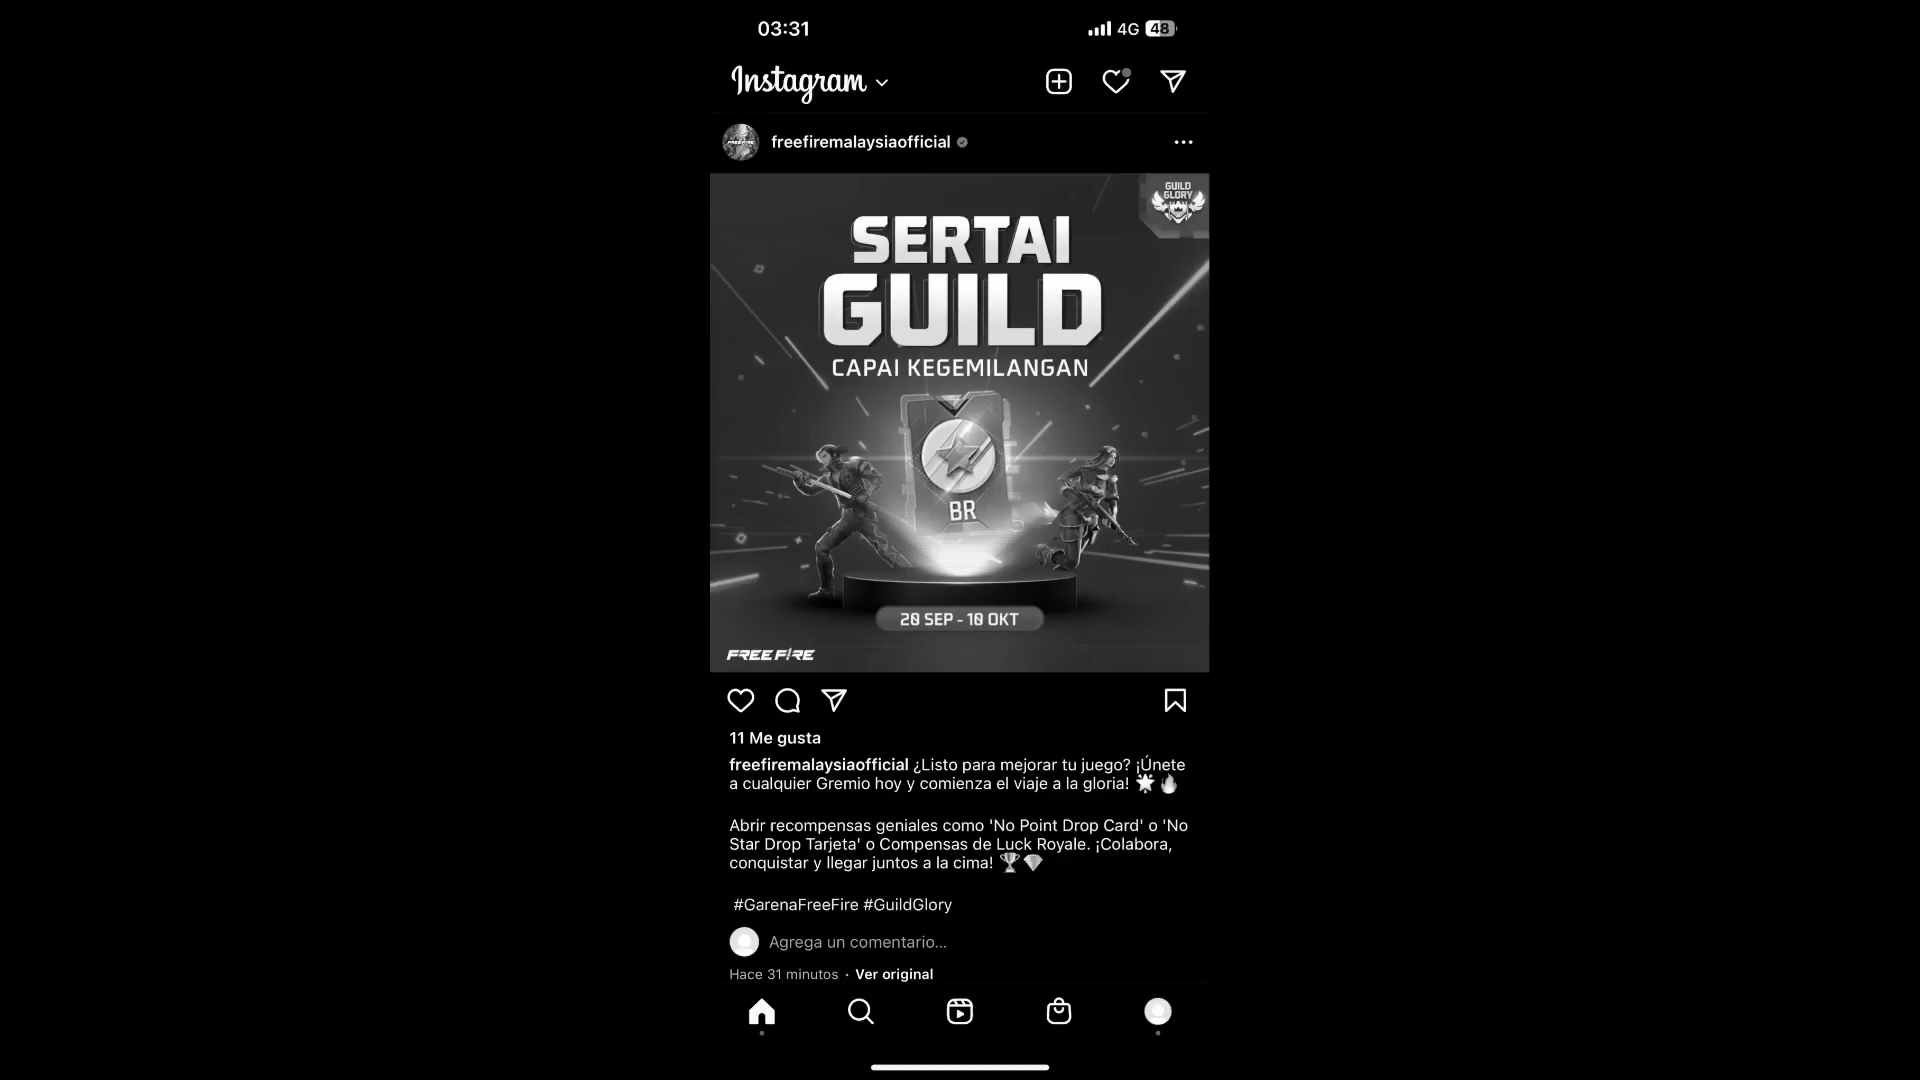 03:31
4G 48
Instagram
freefiremalaysiaofficial
GUILD
GLORY
SERTAI
GUILD
CAPAI KEGEMILANGAN
BR
20 SEP - 10 OKT
FREE FIRE
11 Me gusta
freefiremalaysiaofficial ¿Listo para mejorar tu juego? ¡Únete
a cualquier Gremio hoy y comienza el viaje a la gloria! 🌟🔥
Abrir recompensas geniales como 'No Point Drop Card' o 'No
Star Drop Tarjeta' o Compensas de Luck Royale. ¡Colabora,
conquistar y llegar juntos a la cima! 🏆💎
#GarenaFreeFire #GuildGlory
Agrega un comentario...
Hace 31 minutos · Ver original